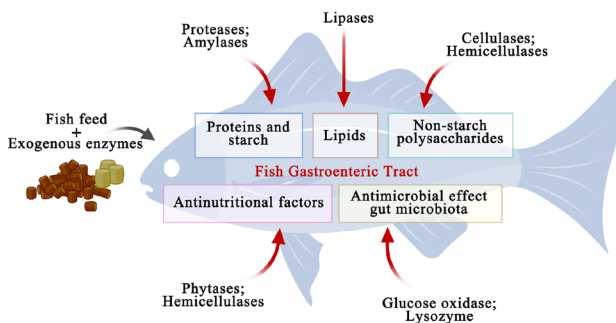 Proteases;
Amylases
Lipases
Cellulases;
Hemicellulases
Fish feed
+
Exogenous enzymes
Proteins and
starch
Lipids
Non-starch
polysaccharides
Fish Gastroenteric Tract
Antinutritional factors
Antimicrobial effect
gut microbiota
Phytases;
Hemicellulases
Glucose oxidase;
Lysozyme